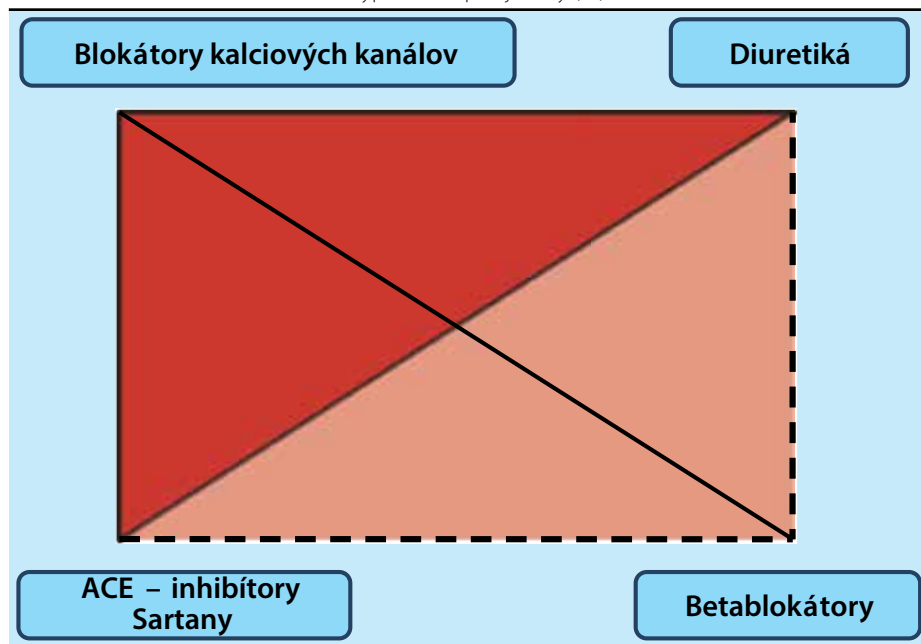 Blokátory kalciových kanálov
Diuretiká
ACE – inhibítory
Sartany
Betablokátory